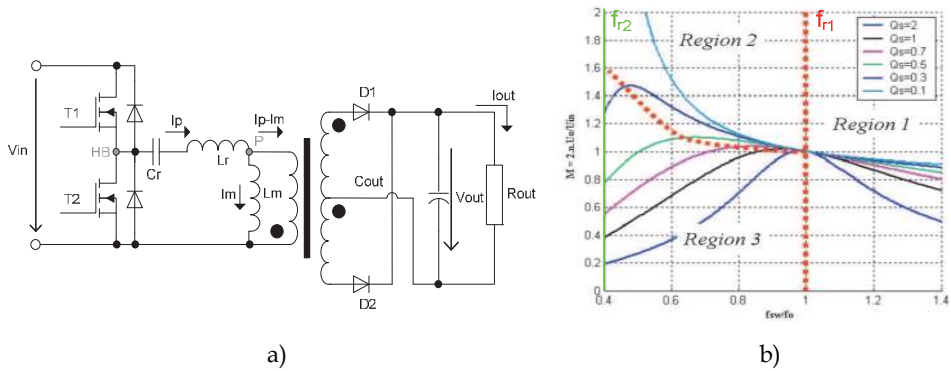 Vin
T1
HB
T2
Cr
Ip
Lr
Ip-Im
P
Im
Lm
D1
Cout
Vout
Iout
Rout
D2
a)
fr2
fr1
Region 2
Region 1
Region 3
Qs=2
Qs=1
Qs=0.7
Qs=0.5
Qs=0.3
Qs=0.1
M = 2.n.Uo/Uin
2
1.8
1.6
1.4
1.2
1
0.8
0.6
0.4
0.2
0
0.4 0.6 0.8 1 1.2 1.4
fsw/fo
b)